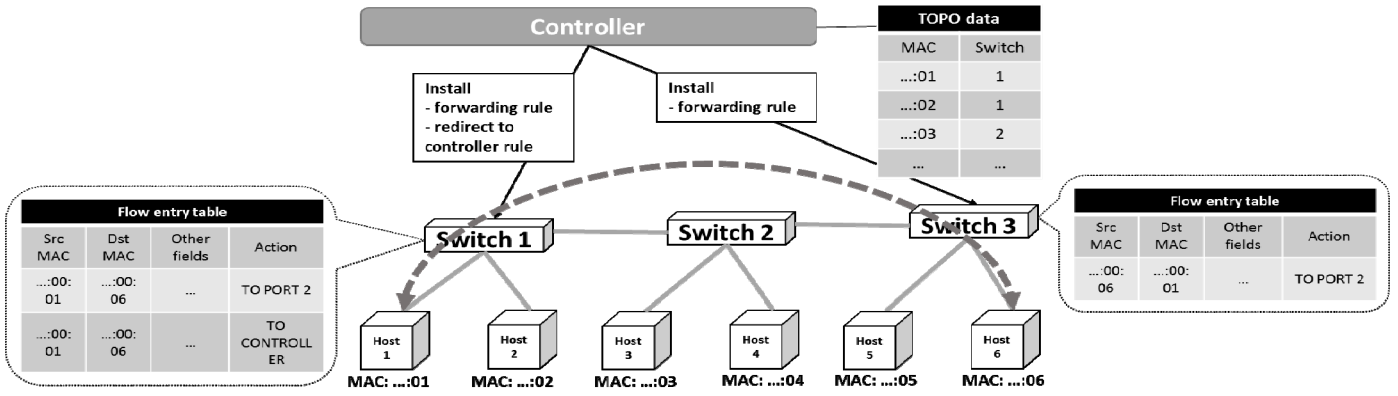 Controller
TOPO data
MAC Switch
...:01 1
...:02 1
...:03 2
... ...
Install
- forwarding rule
- redirect to
controller rule
Install
- forwarding rule
Flow entry table
Src
MAC
Dst
MAC
Other
fields
Action
...:00:
01
...:00:
06
...
TO PORT 2
...:00:
01
...:00:
06
...
TO
CONTROLL
ER
Switch 1
Switch 2
Switch 3
Flow entry table
Src
MAC
Dst
MAC
Other
fields
Action
...:00:
06
...:00:
01
...
TO PORT 2
Host
1
Host
2
Host
3
Host
4
Host
5
Host
6
MAC: ...:01
MAC: ...:02
MAC: ...:03
MAC: ...:04
MAC: ...:05
MAC: ...:06